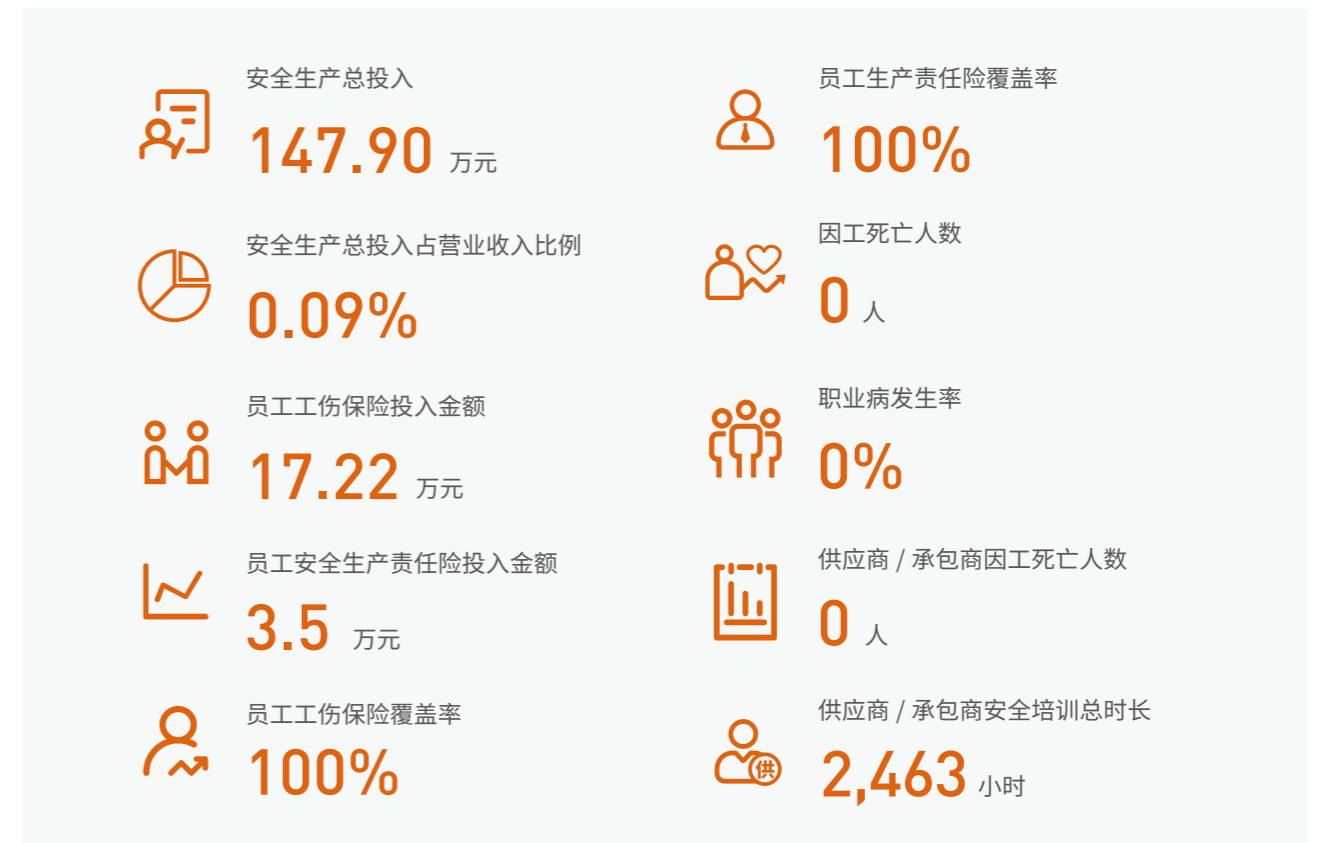 安全生产总投入
147.90 万元
安全生产总投入占营业收入比例
0.09%
员工工伤保险投入金额
17.22 万元
员工安全生产责任险投入金额
3.5 万元
员工工伤保险覆盖率
100%
员工生产责任险覆盖率
100%
因工死亡人数
0 人
职业病发生率
0%
供应商 / 承包商因工死亡人数
0 人
供应商 / 承包商安全培训总时长
供
2,463 小时